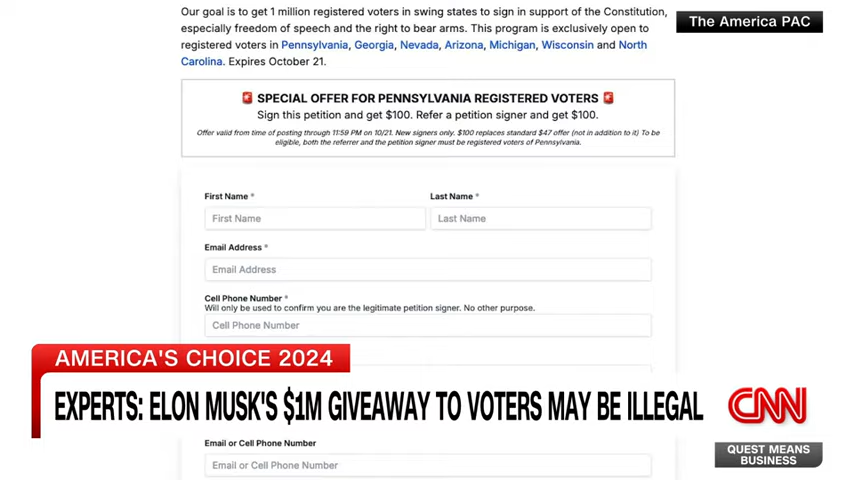 Our goal is to get 1 million registered voters in swing states to sign in support of the Constitution,
especially freedom of speech and the right to bear arms. This program is exclusively open to
registered voters in Pennsylvania, Georgia, Nevada, Arizona, Michigan, Wisconsin and North
Carolina. Expires October 21.
The America PAC
🚨 SPECIAL OFFER FOR PENNSYLVANIA REGISTERED VOTERS 🚨
Sign this petition and get $100. Refer a petition signer and get $100.
Offer valid from time of posting through 11:59 PM on 10/21. New signers only. $100 replaces standard $47 offer (not in addition to it) To be
eligible, both the referrer and the petition signer must be registered voters of Pennsylvania.
First Name * Last Name *
First Name Last Name
Email Address *
Email Address
Cell Phone Number *
Will only be used to confirm you are the legitimate petition signer. No other purpose.
Cell Phone Number
AMERICA'S CHOICE 2024
EXPERTS: ELON MUSK'S $1M GIVEAWAY TO VOTERS MAY BE ILLEGAL
CNN
Email or Cell Phone Number
Email or Cell Phone Number
QUEST MEANS
BUSINESS